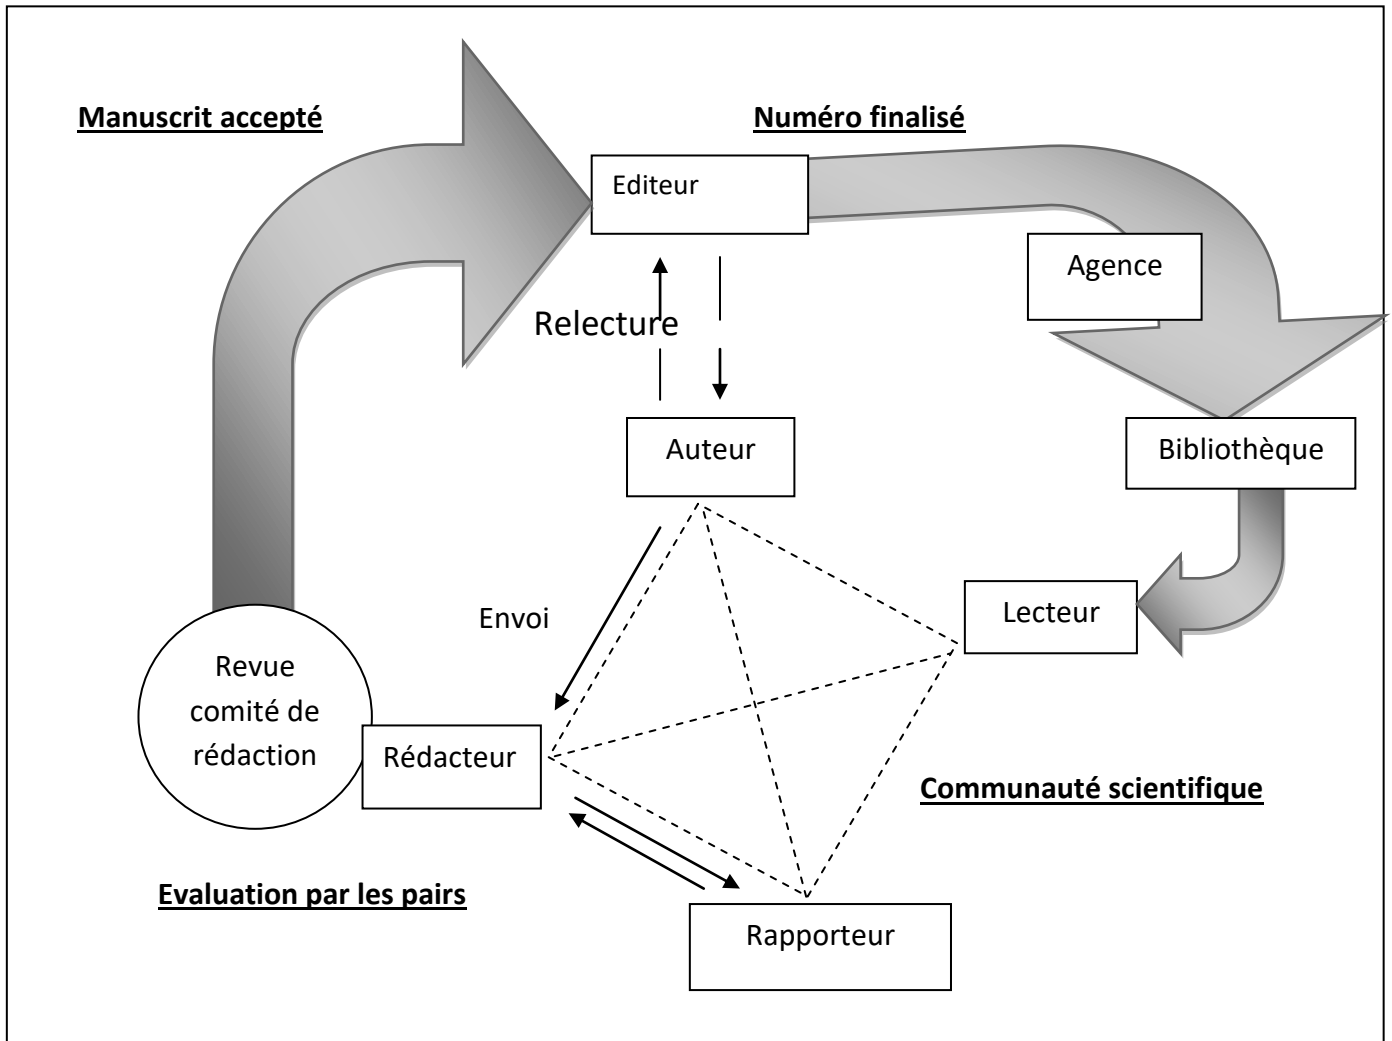 Manuscrit accepté
Numéro finalisé
Editeur
Agence
Relecture
Auteur
Bibliothèque
Envoi
Lecteur
Revue
comité de
rédaction
Rédacteur
Communauté scientifique
Evaluation par les pairs
Rapporteur